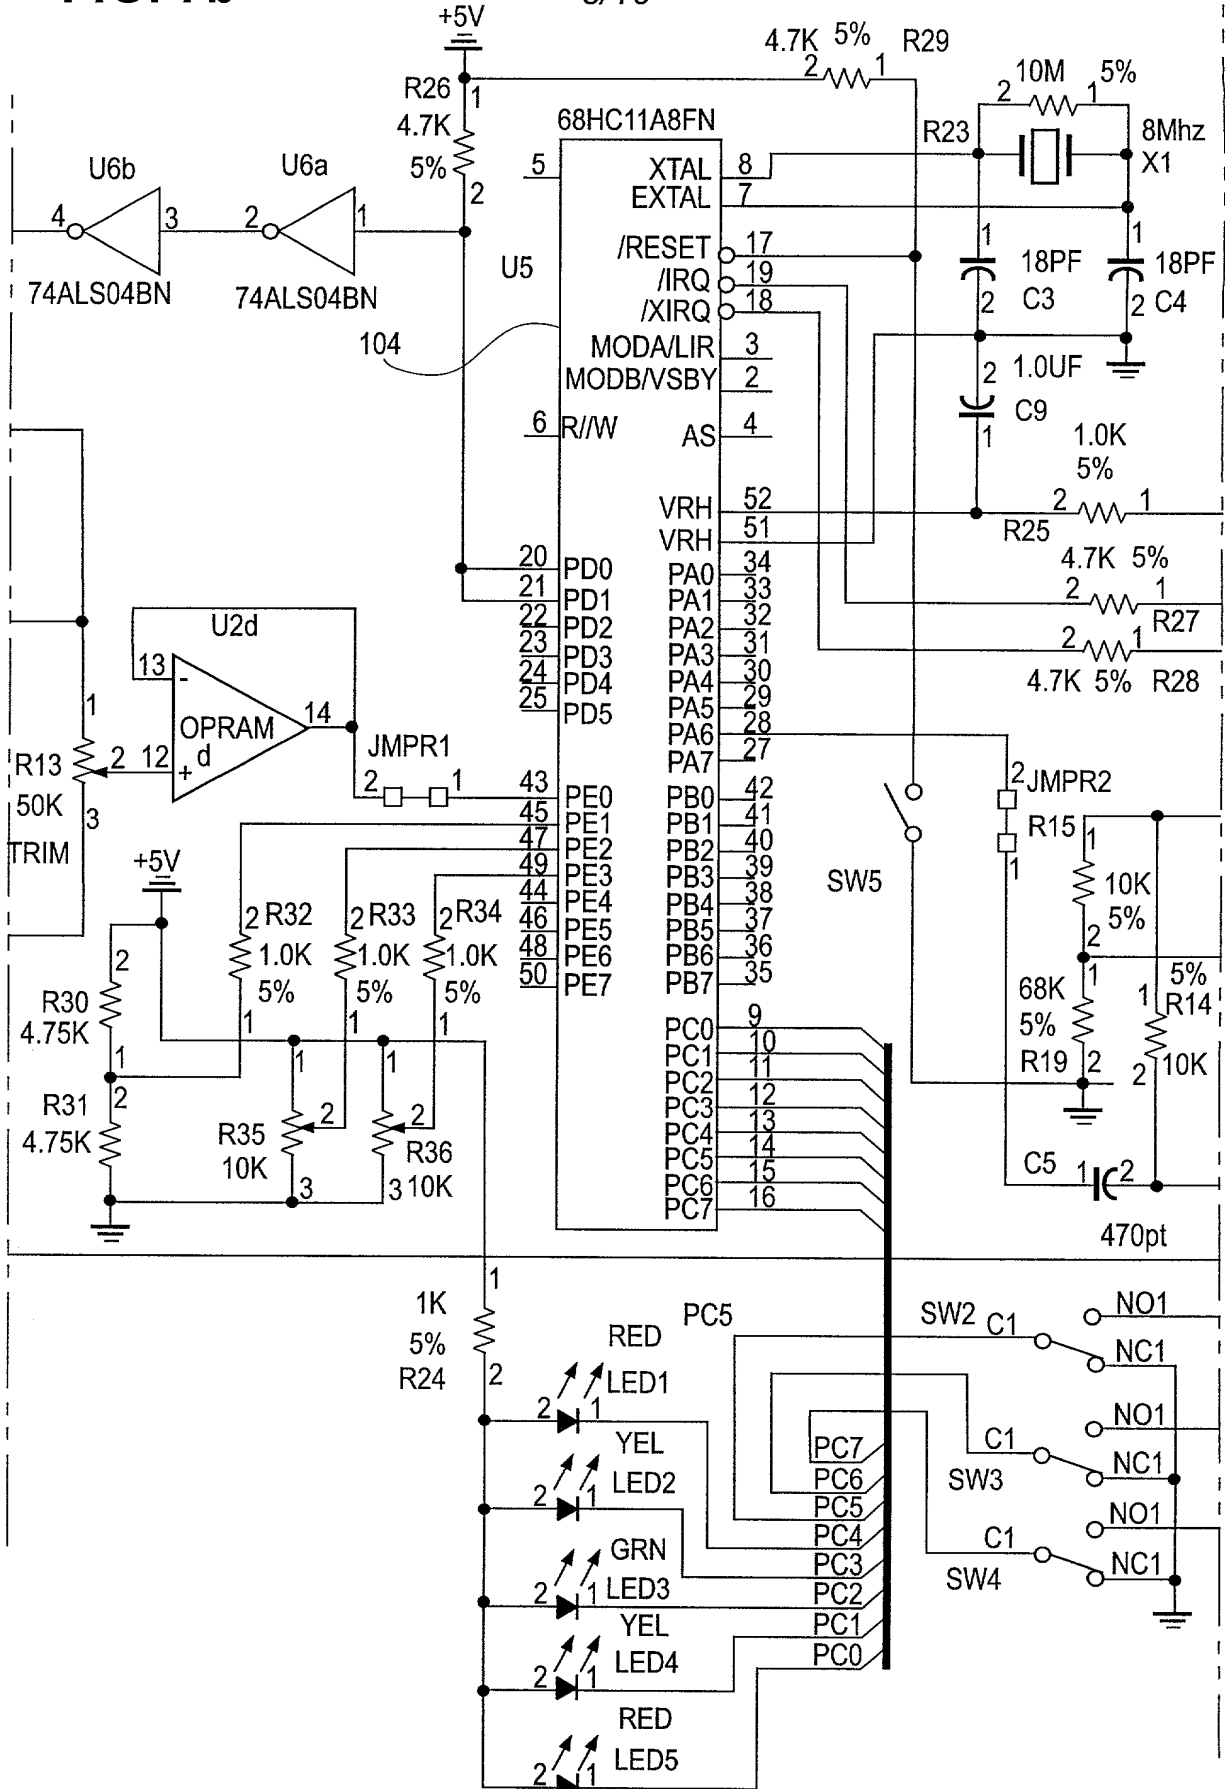 +5V
4.7K 5% R29
2 1
R26 1
4.7K
5%
2
10M 5%
2 1
R23
8Mhz
X1
68HC11A8FN
U6b
U6a
4 3 2 1
74ALS04BN
74ALS04BN
U5
104
5
XTAL 8
EXTAL 7
/RESET 17
/IRQ 19
/XIRQ 18
MODA/LIR 3
MODB/VSBY 2
6 R//W
AS 4
1
18PF
2 C3
1
18PF
2 C4
2 1.0UF
C9
1
1.0K
5%
VRH 52
2 1
R25
VRH 51
4.7K 5%
2 1
R27
2 1
4.7K 5% R28
20 PD0
21 PD1
22 PD2
23 PD3
24 PD4
25 PD5
PA0 34
PA1 33
PA2 32
PA3 31
PA4 30
PA5 29
PA6 28
PA7 27
U2d
13 -
OPRAM
d
14
12 +
1
R13 2
50K
3
TRIM
JMPR1
2 1
43 PE0
45 PE1
47 PE2
49 PE3
44 PE4
46 PE5
48 PE6
50 PE7
PB0 42
PB1 41
PB2 40
PB3 39
PB4 38
PB5 37
PB6 36
PB7 35
2
JMPR2
1
SW5
R15 1
10K
5%
2
1
68K
5%
R19 2
5%
1 R14
10K
2
+5V
2
R30
4.75K
1
2
R31
4.75K
2 R32
1.0K
5%
1
2 R33
1.0K
5%
1
2 R34
1.0K
5%
1
1
2
R35
10K
3
1
2
R36
10K
3
PC0 9
PC1 10
PC2 11
PC3 12
PC4 13
PC5 14
PC6 15
PC7 16
C5 1 2
470pt
1
1K
5%
R24 2
PC5
RED
LED1
2 1
YEL
LED2
2 1
GRN
LED3
2 1
YEL
LED4
2 1
RED
LED5
2 1
PC7
PC6
PC5
PC4
PC3
PC2
PC1
PC0
SW2 C1 NO1
NC1
C1 NO1
SW3 NC1
C1 NO1
SW4 NC1